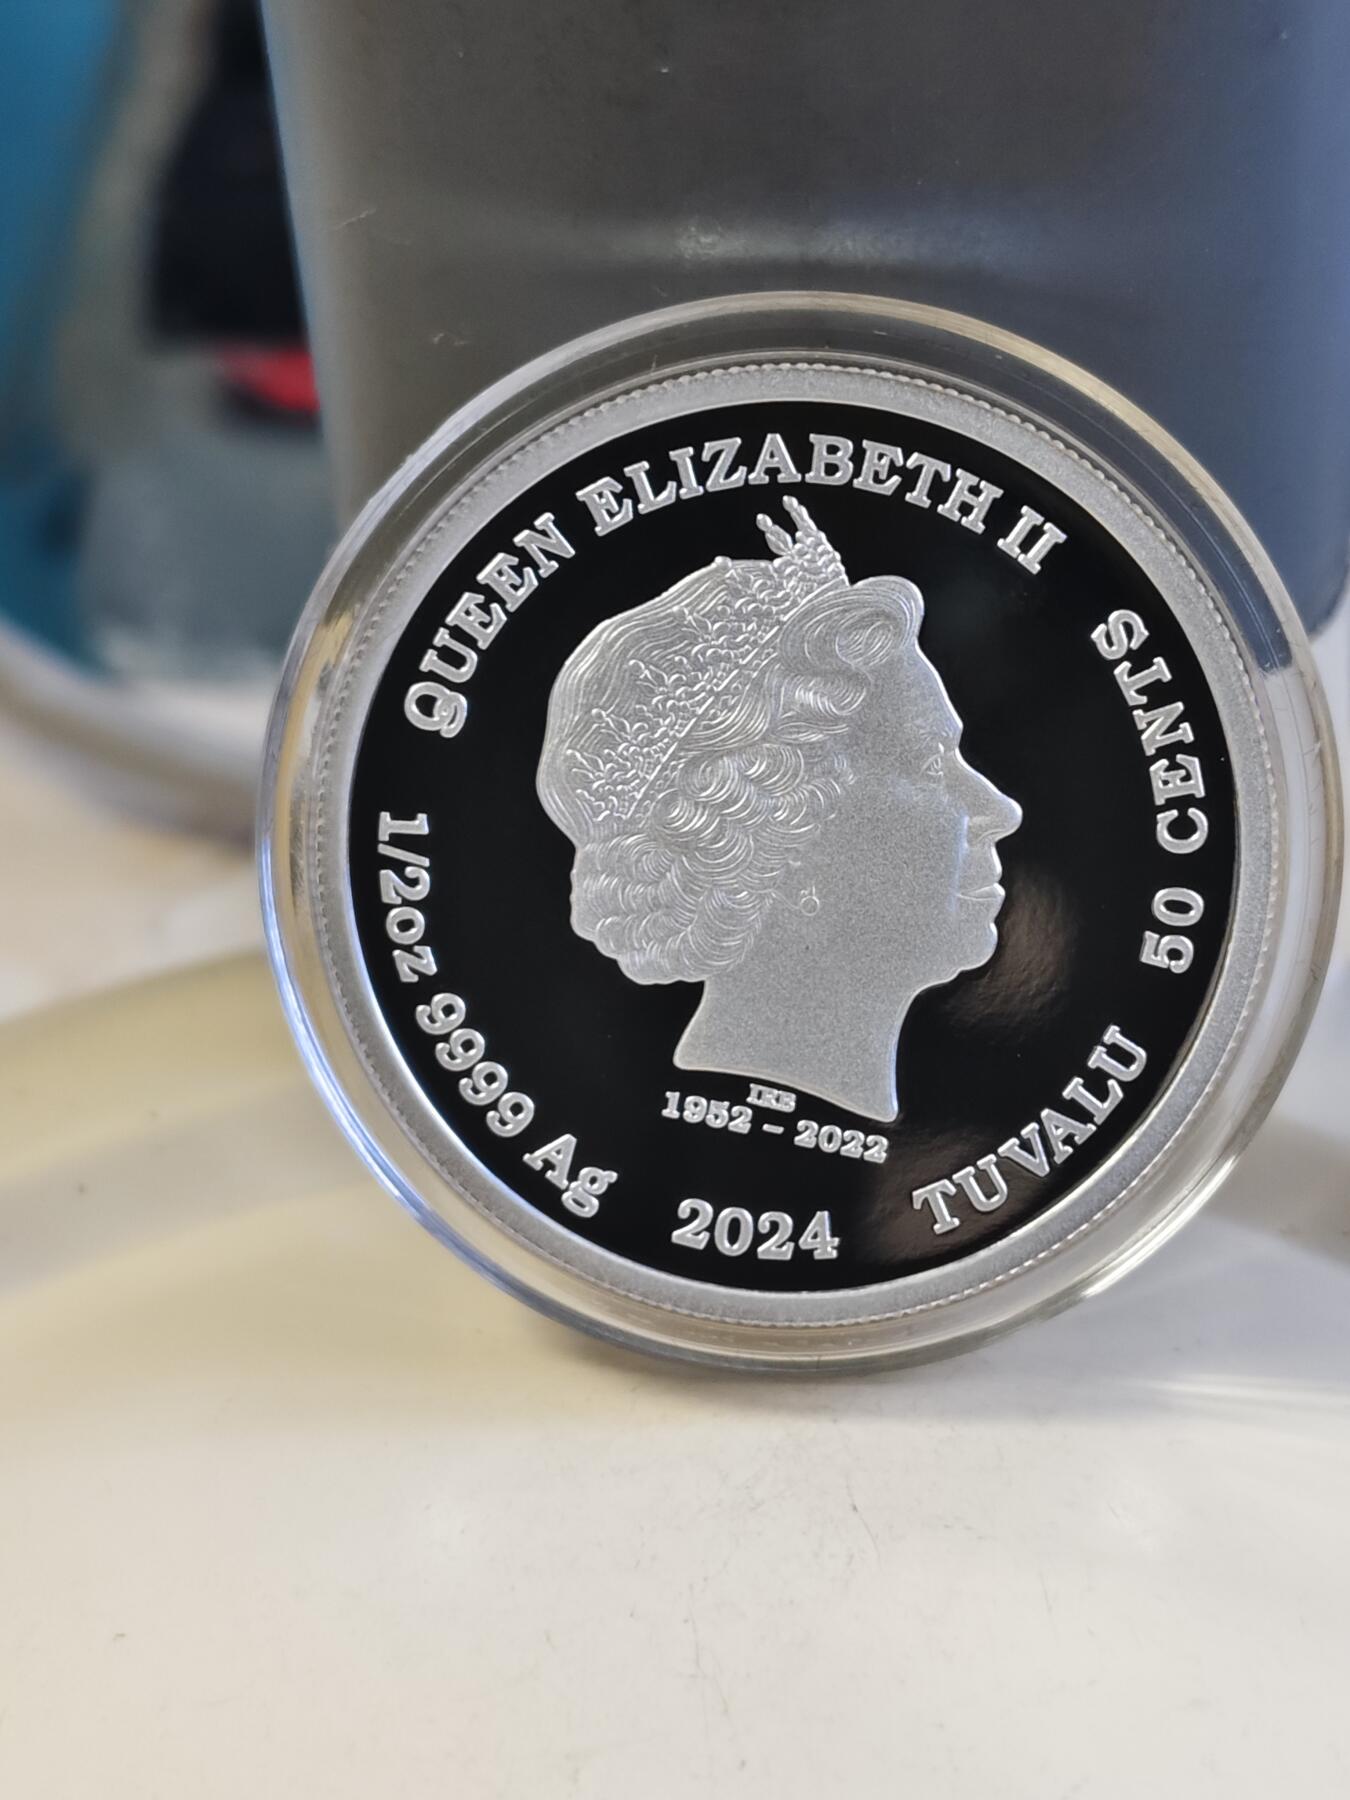 QUEEN ELIZABETH II
50 CENTS
TUVALU
2024
1/2oz 9999 Ag
IRB
1952 - 2022